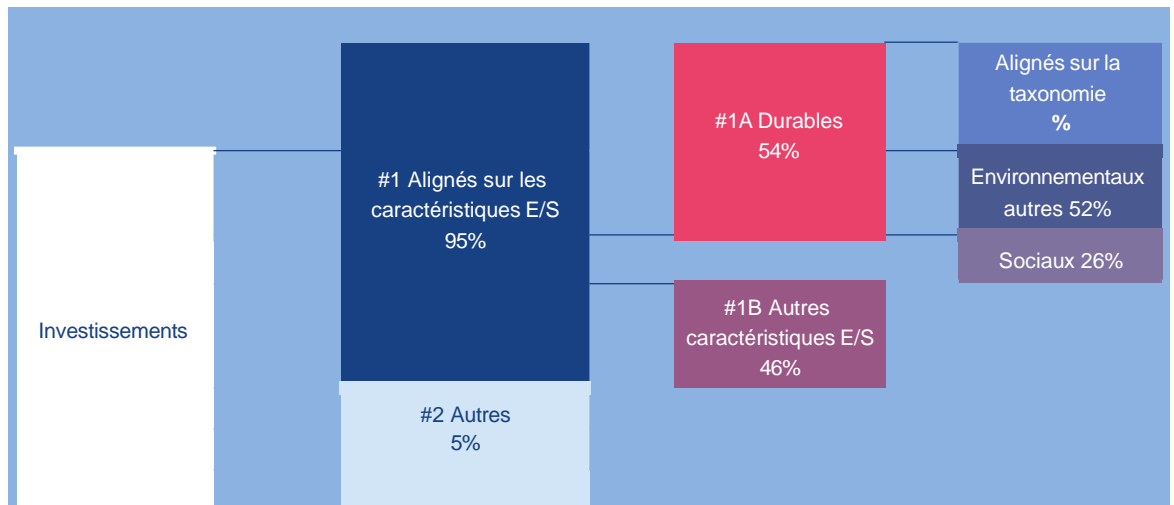 Investissements
#1 Alignés sur les
caractéristiques E/S
95%
#2 Autres
5%
#1A Durables
54%
#1B Autres
caractéristiques E/S
46%
Alignés sur la
taxonomie
%
Environnementaux
autres 52%
Sociaux 26%